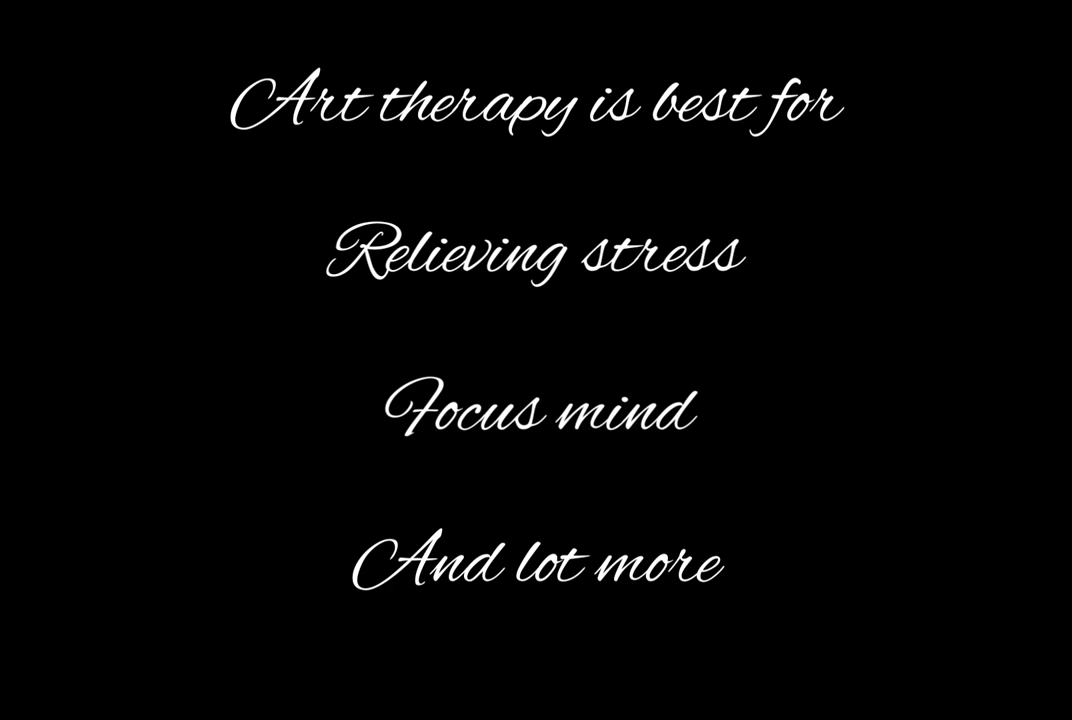 Art therapy is best for
Relieving stress
Focus mind
And lot more